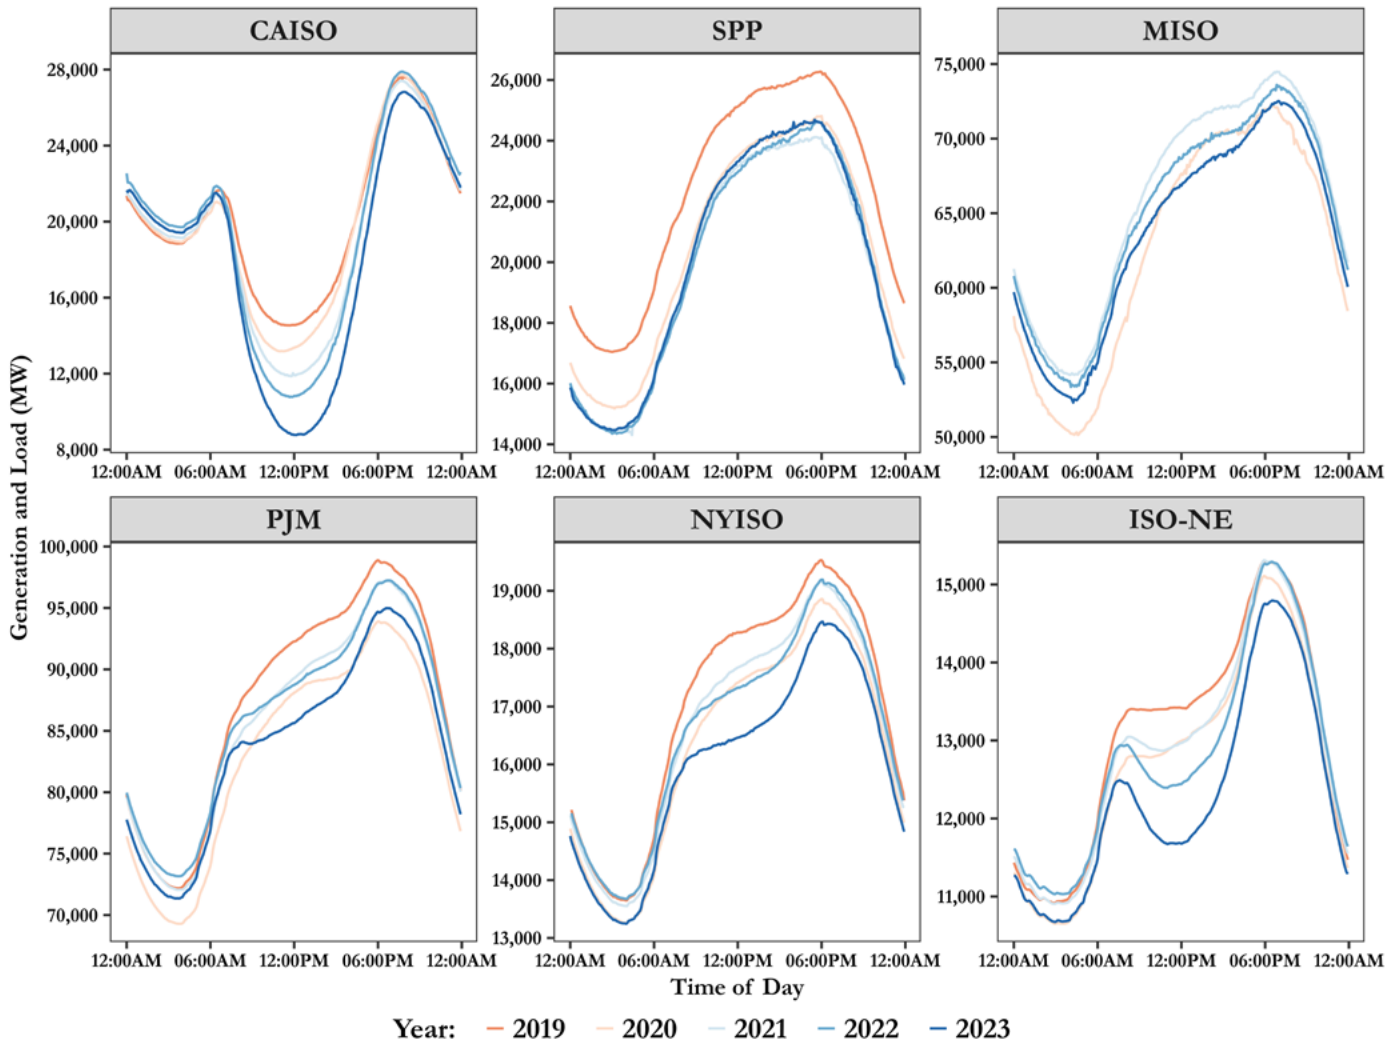 CAISO
SPP
MISO
28,000
24,000
20,000
16,000
12,000
8,000
12:00AM 06:00AM 12:00PM 06:00PM 12:00AM
26,000
24,000
22,000
20,000
18,000
16,000
14,000
12:00AM 06:00AM 12:00PM 06:00PM 12:00AM
75,000
70,000
65,000
60,000
55,000
50,000
12:00AM 06:00AM 12:00PM 06:00PM 12:00AM
Generation and Load (MW)
PJM
NYISO
ISO-NE
100,000
95,000
90,000
85,000
80,000
75,000
70,000
12:00AM 06:00AM 12:00PM 06:00PM 12:00AM
19,000
18,000
17,000
16,000
15,000
14,000
13,000
12:00AM 06:00AM 12:00PM 06:00PM 12:00AM
15,000
14,000
13,000
12,000
11,000
12:00AM 06:00AM 12:00PM 06:00PM 12:00AM
Time of Day
Year: 2019 2020 2021 2022 2023